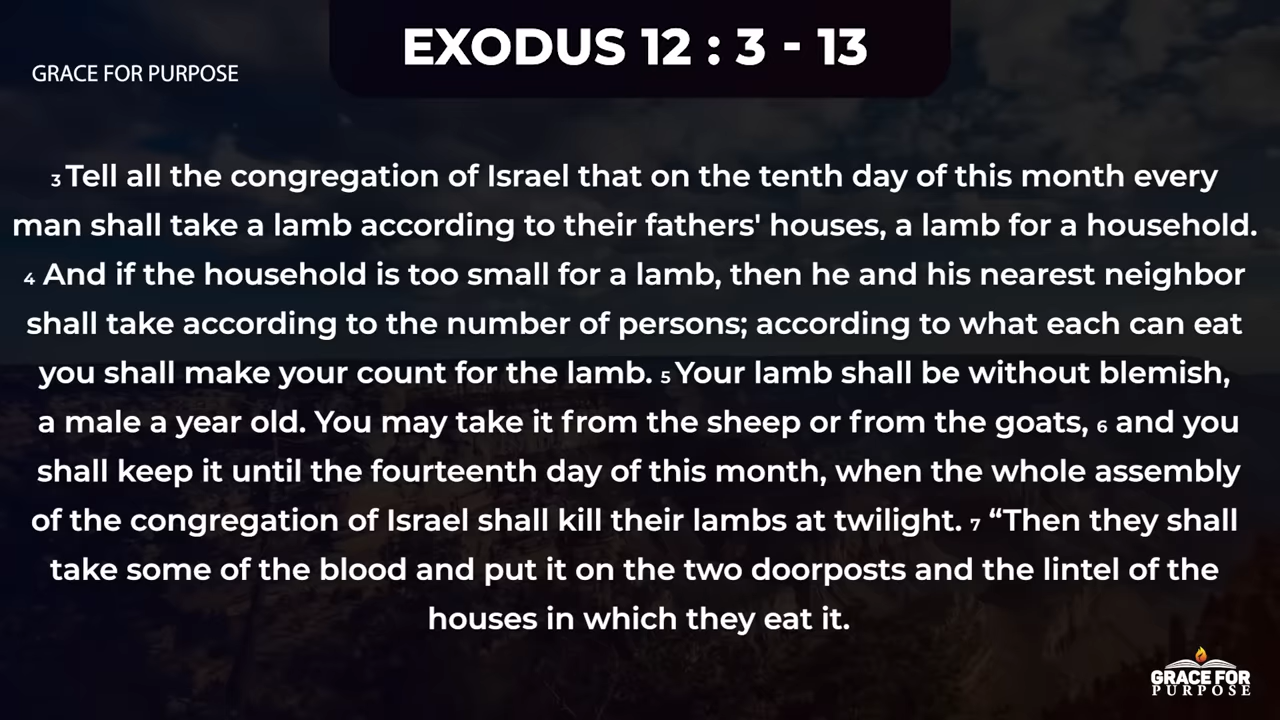 EXODUS 12 : 3 - 13
GRACE FOR PURPOSE
3 Tell all the congregation of Israel that on the tenth day of this month every
man shall take a lamb according to their fathers' houses, a lamb for a household.
4 And if the household is too small for a lamb, then he and his nearest neighbor
shall take according to the number of persons; according to what each can eat
you shall make your count for the lamb. 5 Your lamb shall be without blemish,
a male a year old. You may take it from the sheep or from the goats, 6 and you
shall keep it until the fourteenth day of this month, when the whole assembly
of the congregation of Israel shall kill their lambs at twilight. 7 “Then they shall
take some of the blood and put it on the two doorposts and the lintel of the
houses in which they eat it.
GRACE FOR
PURPOSE